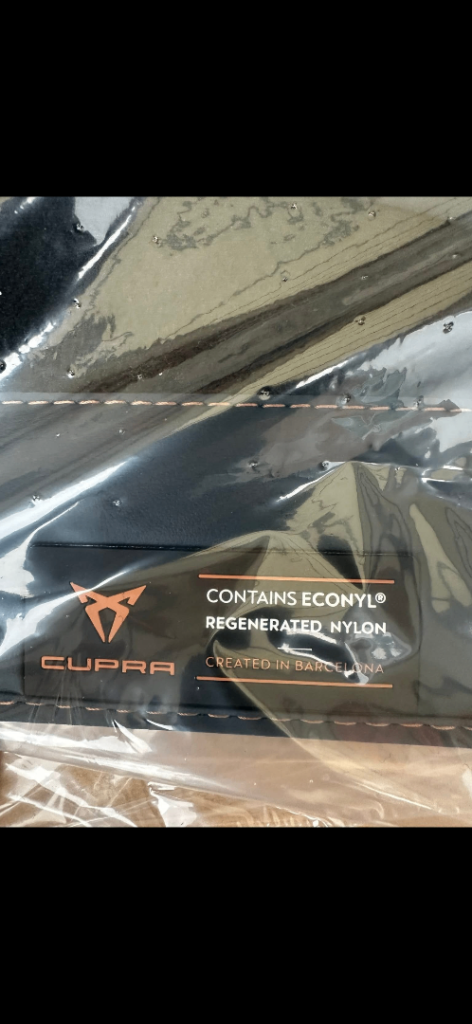 CONTAINS ECONYL®
REGENERATED NYLON
CUPRA
CREATED IN BARCELONA